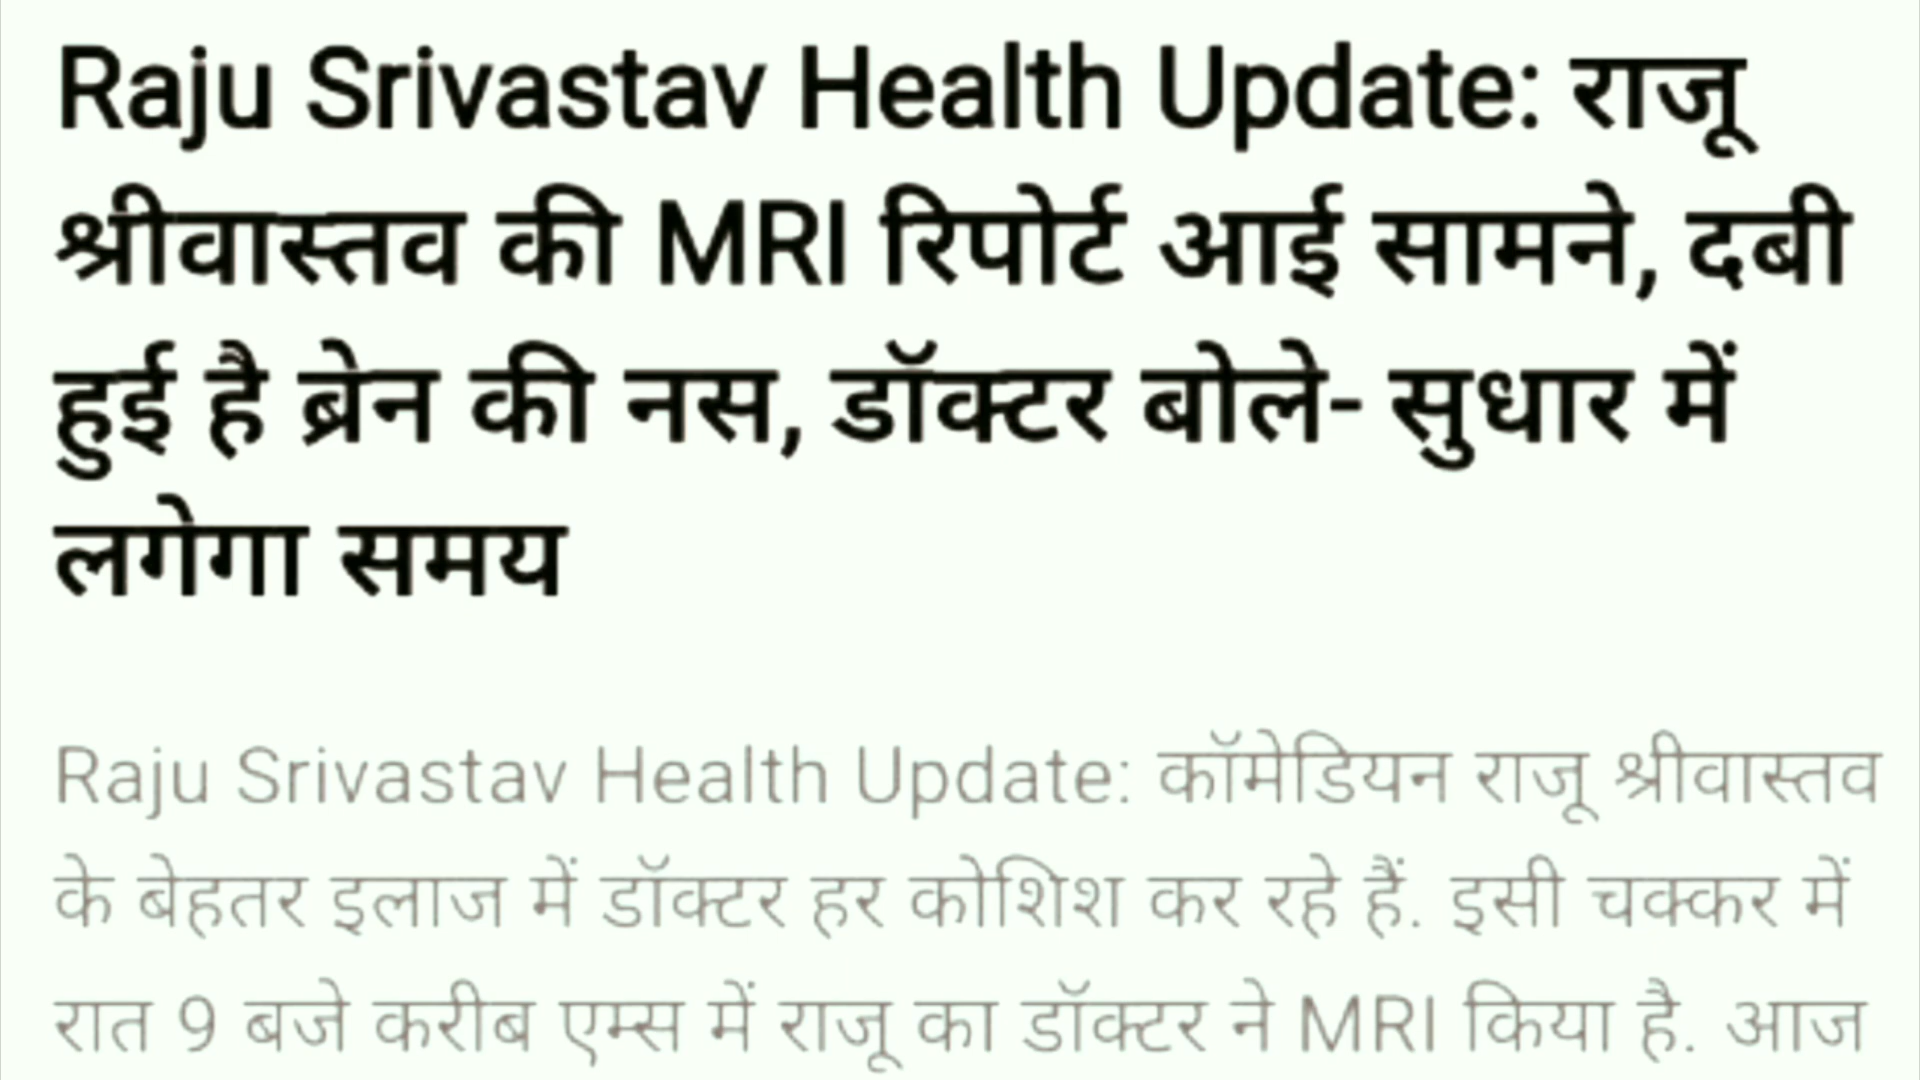 Raju Srivastav Health Update: राजू
श्रीवास्तव की MRI रिपोर्ट आई सामने, दबी
हुई है ब्रेन की नस, डॉक्टर बोले- सुधार में
लगेगा समय
Raju Srivastav Health Update: कॉमेडियन राजू श्रीवास्तव
के बेहतर इलाज में डॉक्टर हर कोशिश कर रहे हैं. इसी चक्कर में
रात 9 बजे करीब एम्स में राजू का डॉक्टर ने MRI किया है. आज